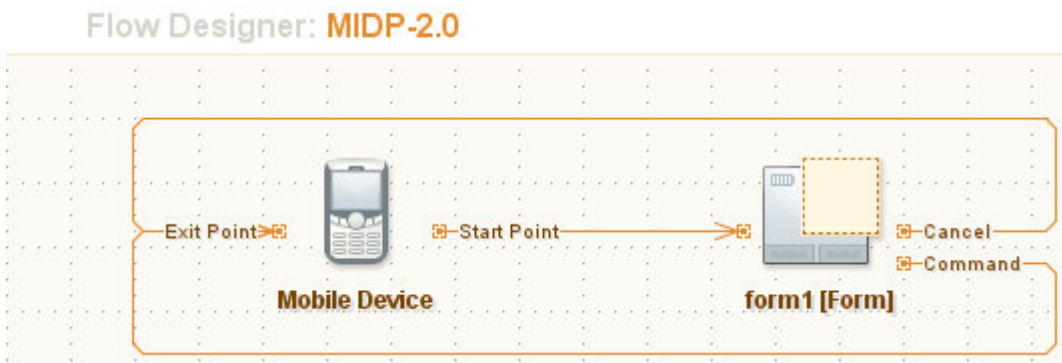 Flow Designer: MIDP-2.0
Exit Point
Start Point
Cancel
Command
Mobile Device
form1 [Form]